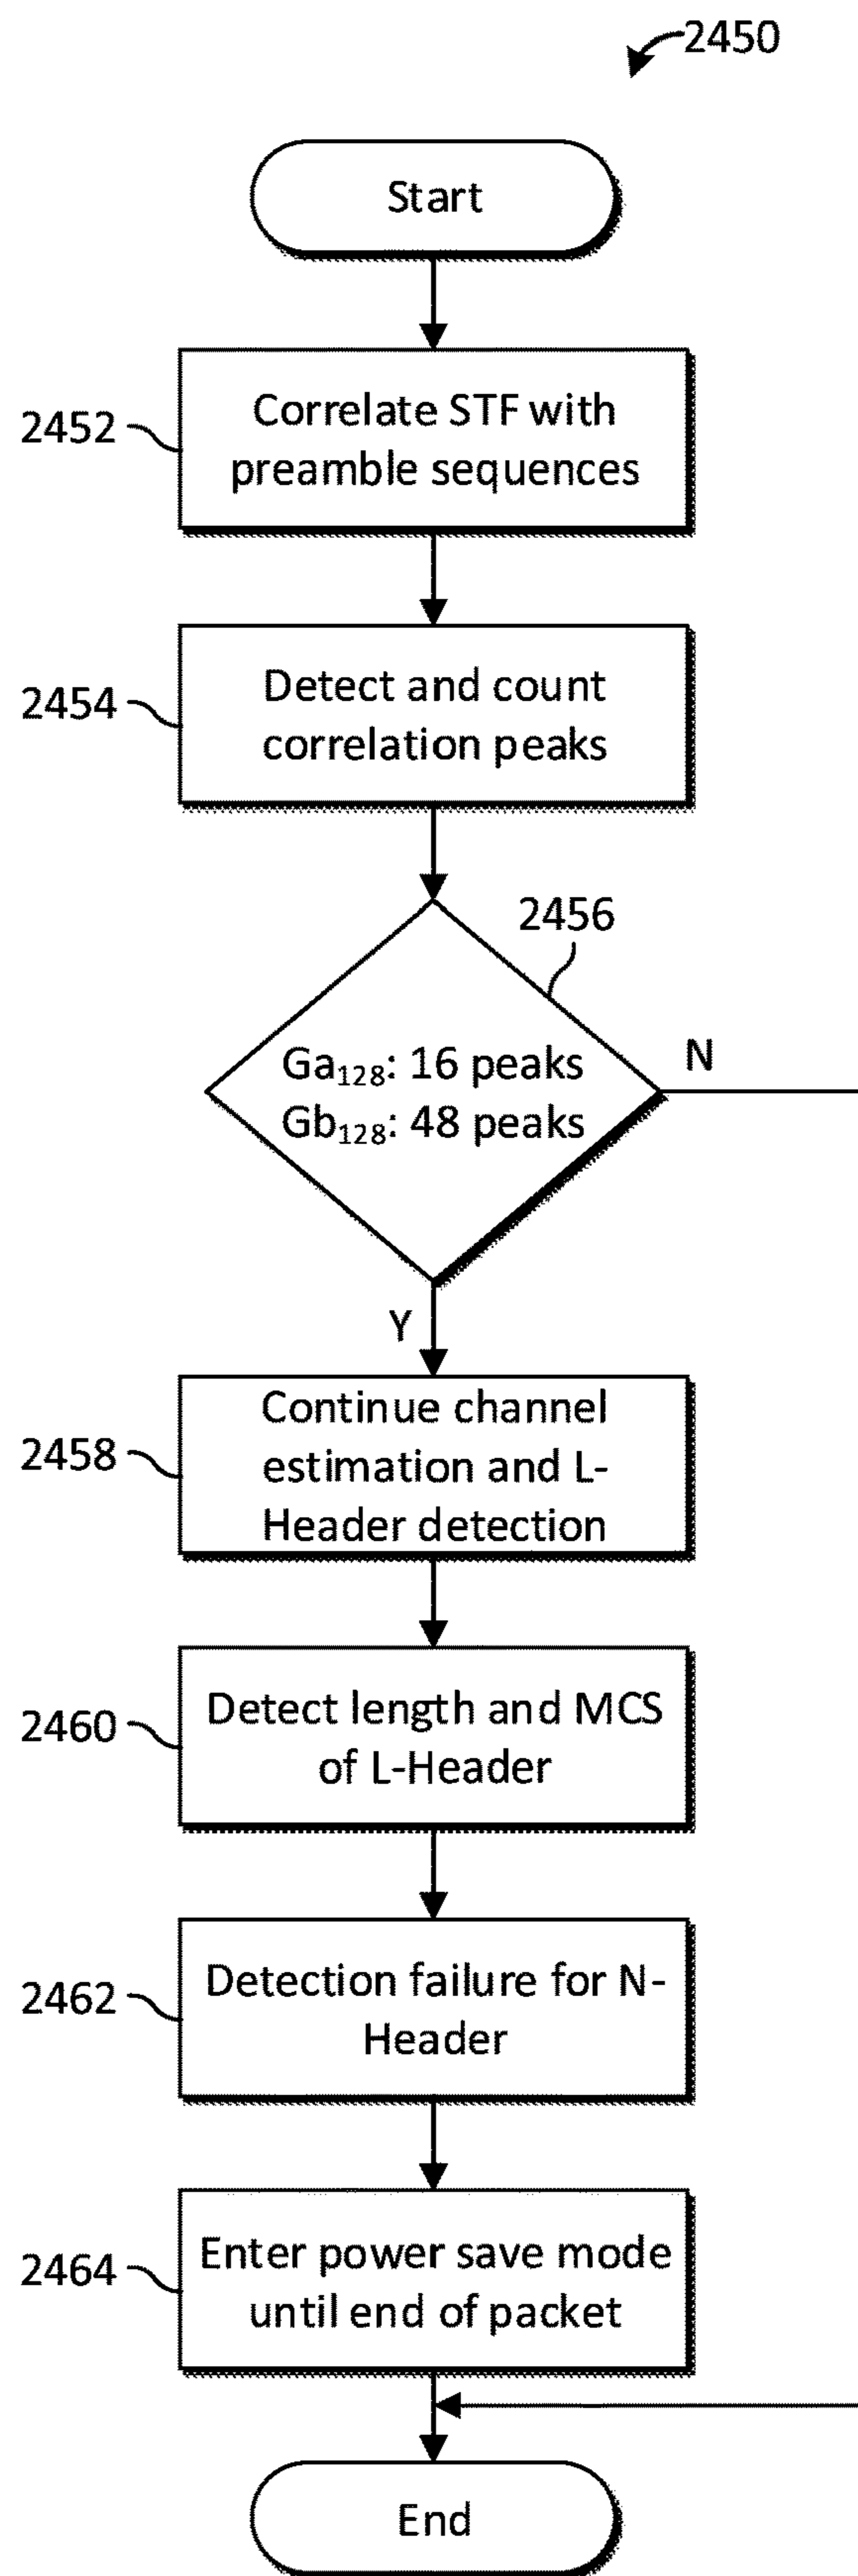 2450
Start
2452
Correlate STF with
preamble sequences
2454
Detect and count
correlation peaks
2456
Ga₁₂₈: 16 peaks
Gb₁₂₈: 48 peaks
N
Y
2458
Continue channel
estimation and L-
Header detection
2460
Detect length and MCS
of L-Header
2462
Detection failure for N-
Header
2464
Enter power save mode
until end of packet
End